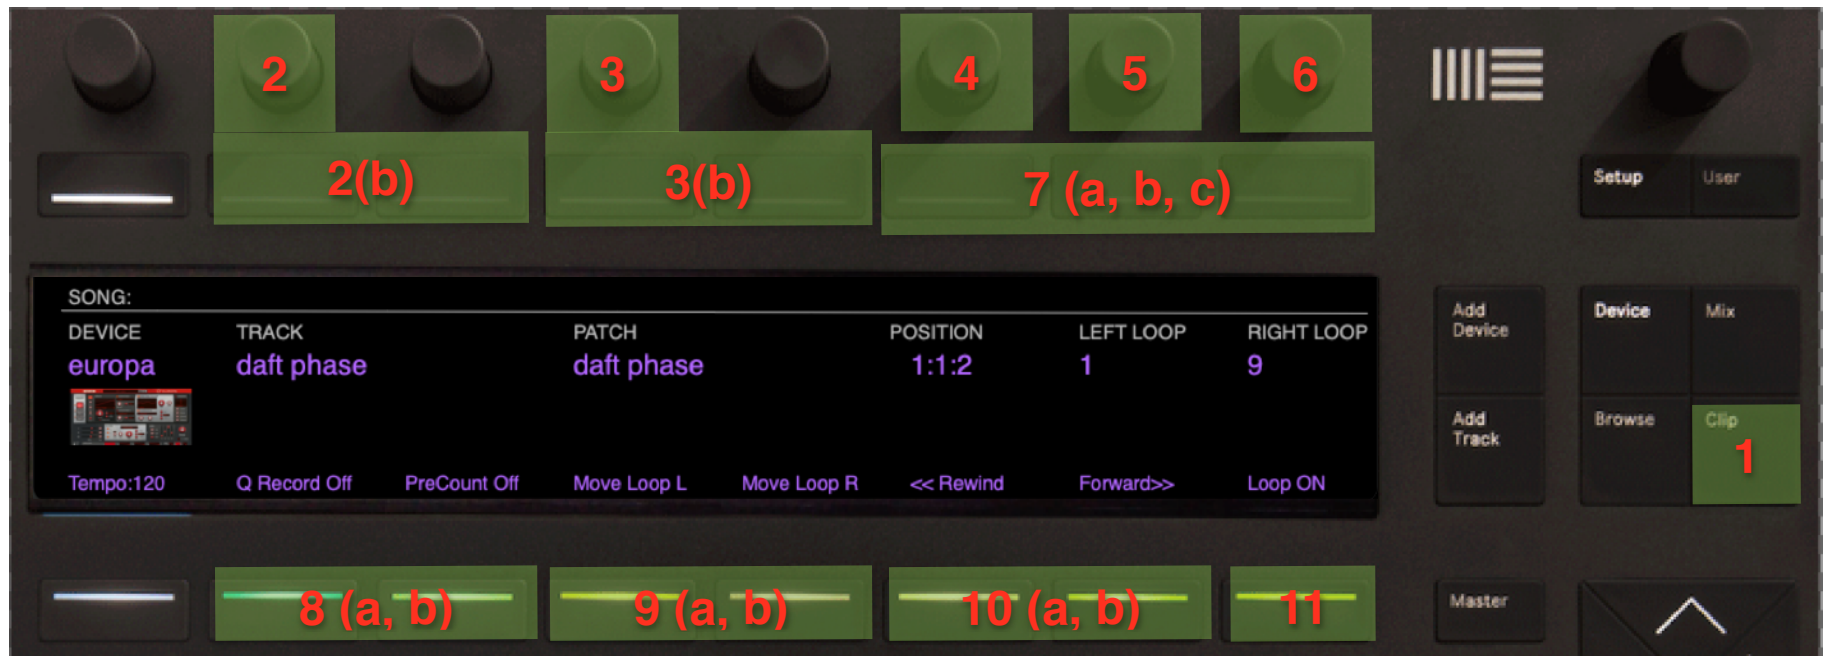 2 3 4 5 6
2(b) 3(b) 7 (a, b, c)
Setup User
SONG:
DEVICE TRACK PATCH POSITION LEFT LOOP RIGHT LOOP
europa daft phase daft phase 1:1:2 1 9
Tempo:120 Q Record Off PreCount Off Move Loop L Move Loop R << Rewind Forward>> Loop ON
Add Device
Device Mix
Add Track
Browse Clip
1
8 (a, b) 9 (a, b) 10 (a, b) 11
Master